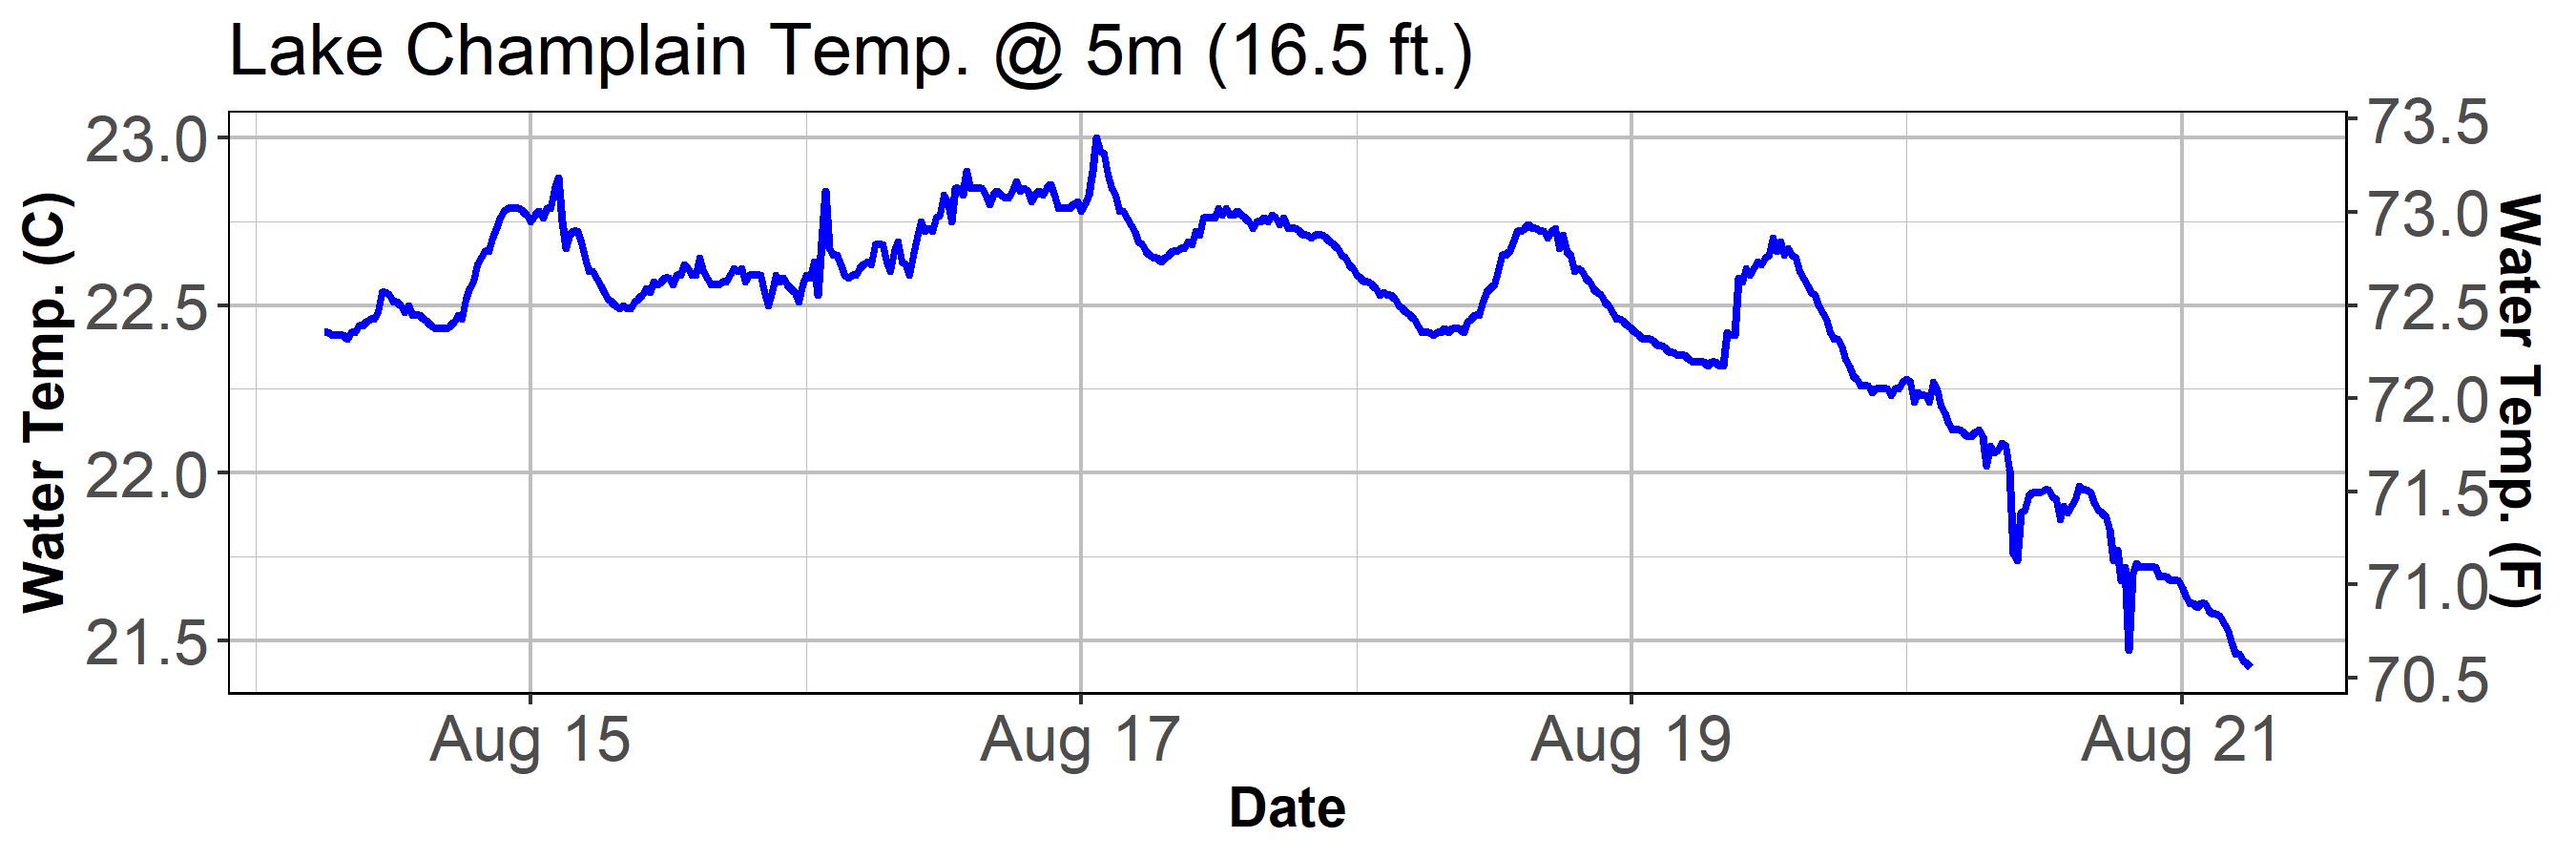 Lake Champlain Temp. @ 5m (16.5 ft.)
Water Temp. (C)
23.0
22.5
22.0
21.5
73.5
73.0
72.5
72.0
71.5
71.0
70.5
Water Temp. (F)
Aug 15
Aug 17
Aug 19
Aug 21
Date